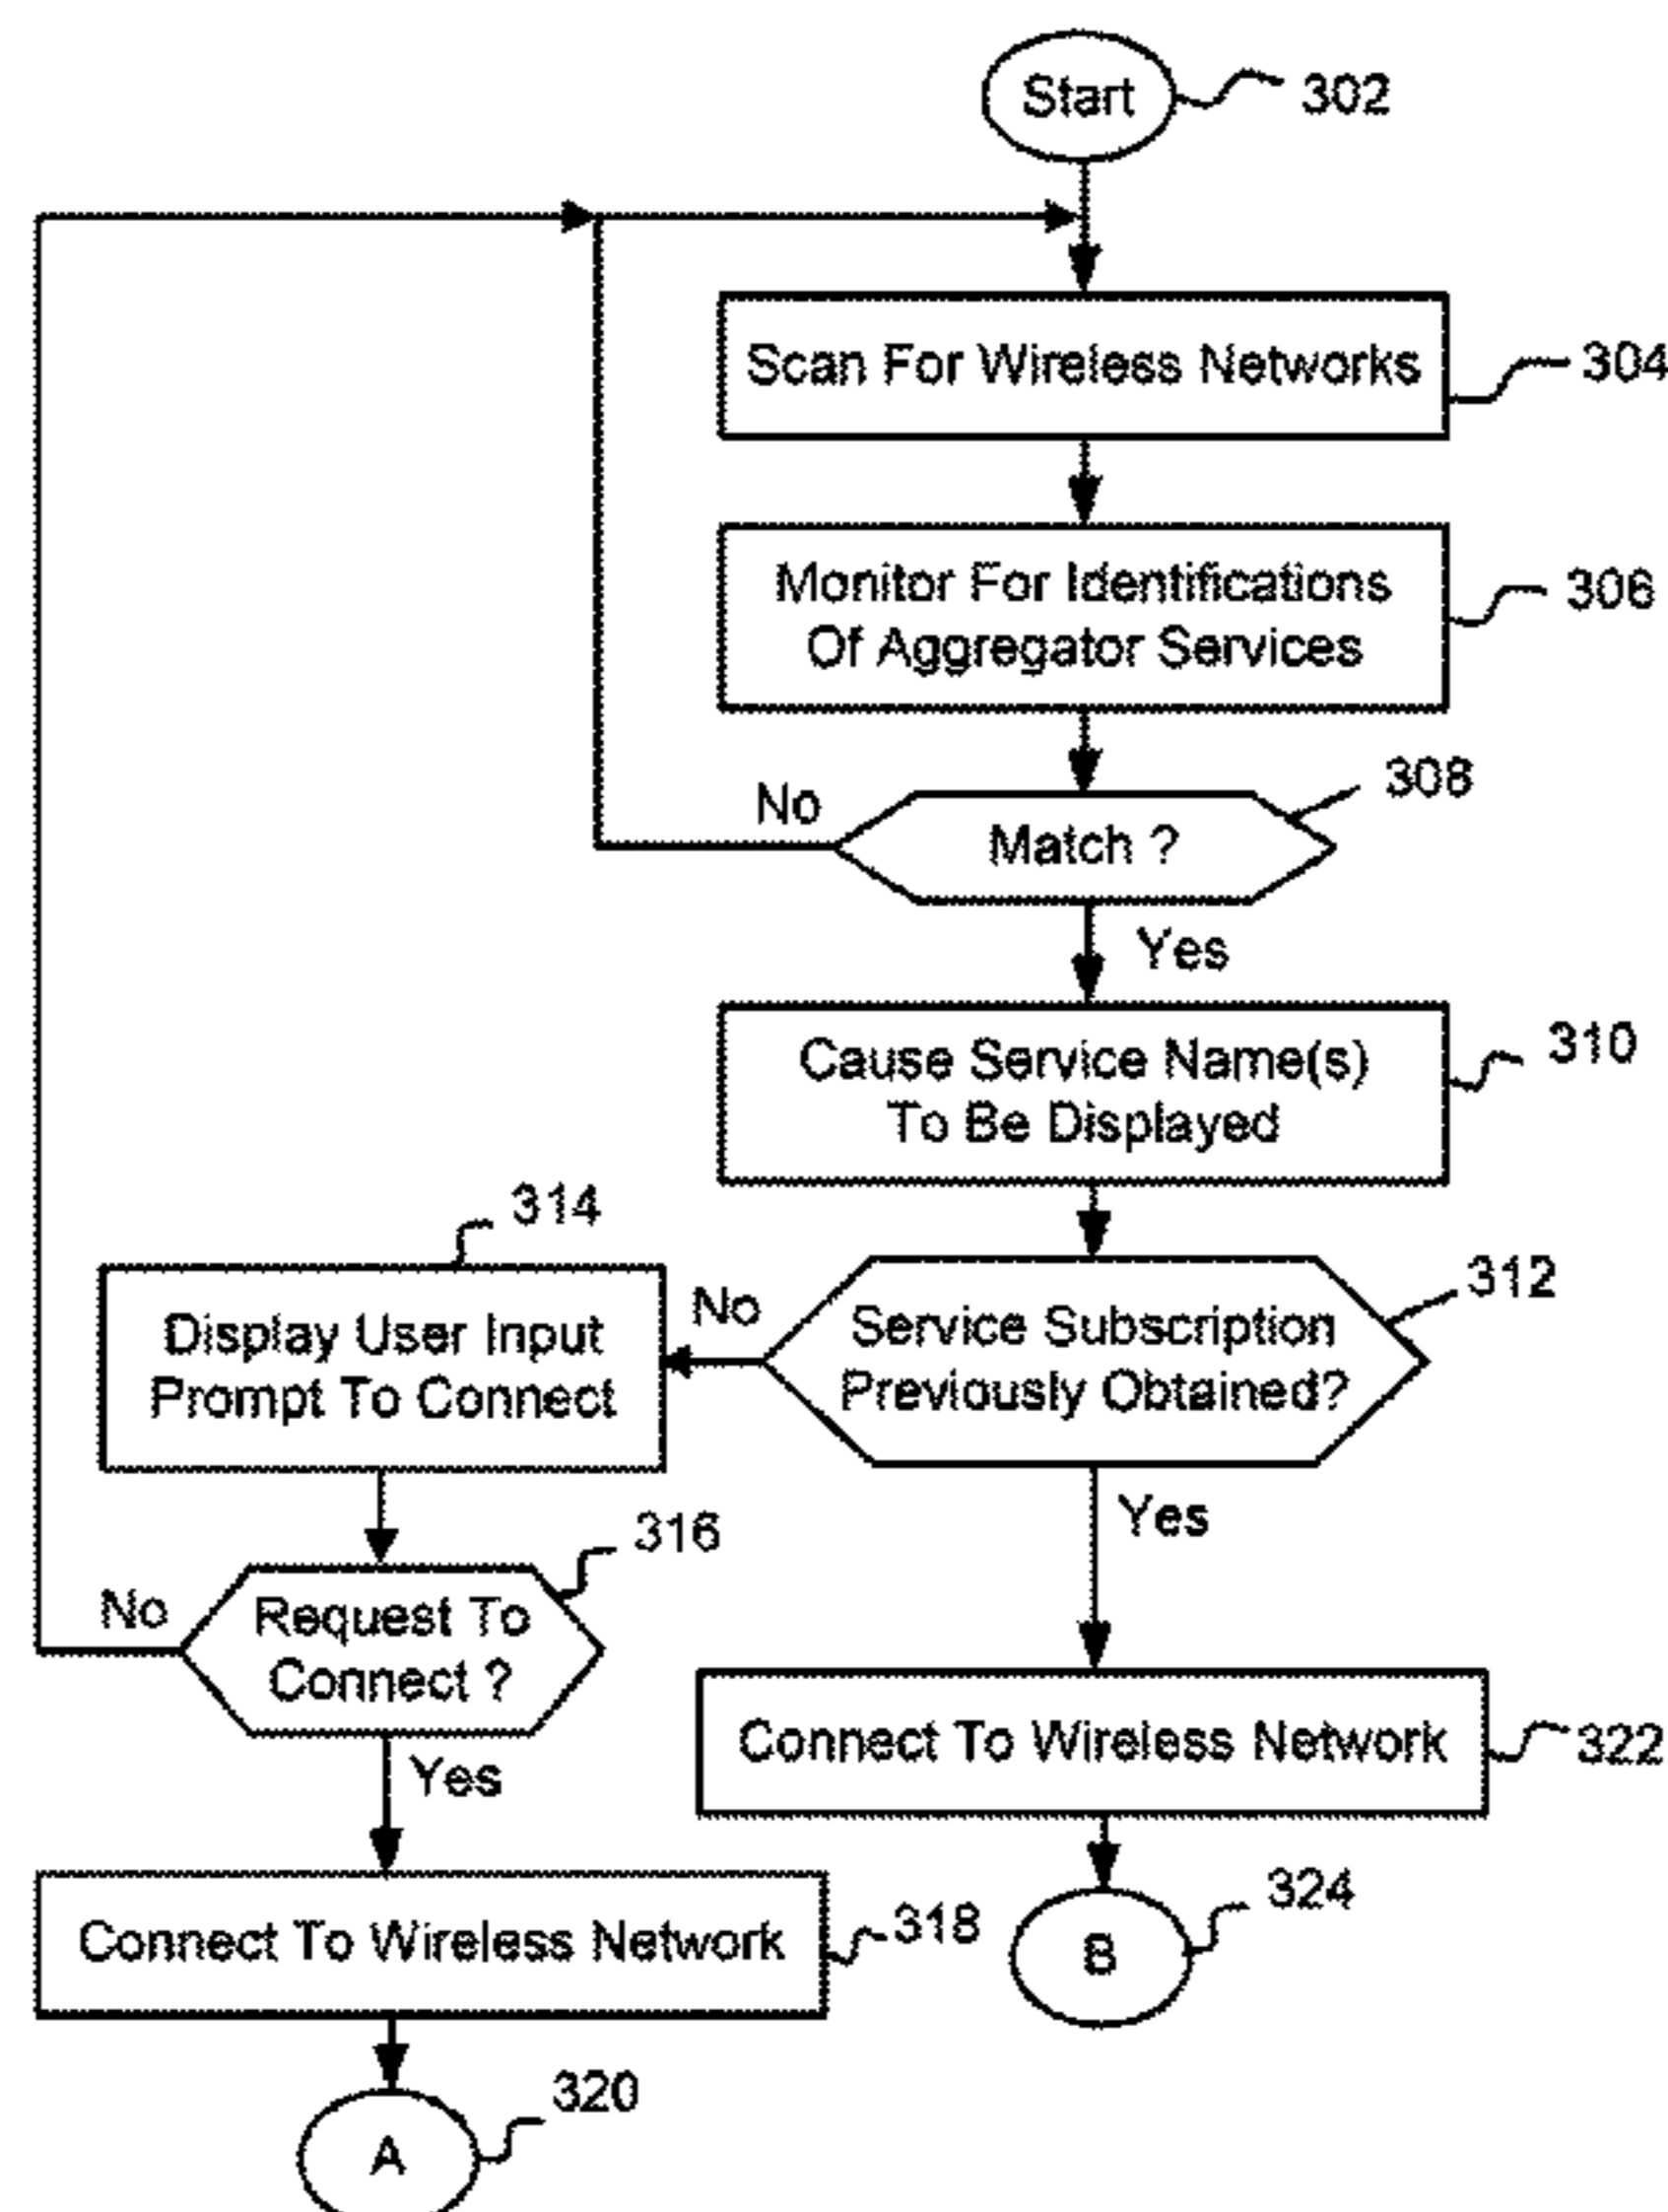 Start
302
Scan For Wireless Networks
304
Monitor For Identifications
Of Aggregator Services
306
308
No
Match ?
Yes
Cause Service Name(s)
To Be Displayed
310
314
312
No
Service Subscription
Previously Obtained?
Display User Input
Prompt To Connect
Yes
316
No
Request To
Connect ?
Yes
Connect To Wireless Network
322
Connect To Wireless Network
318
324
B
320
A